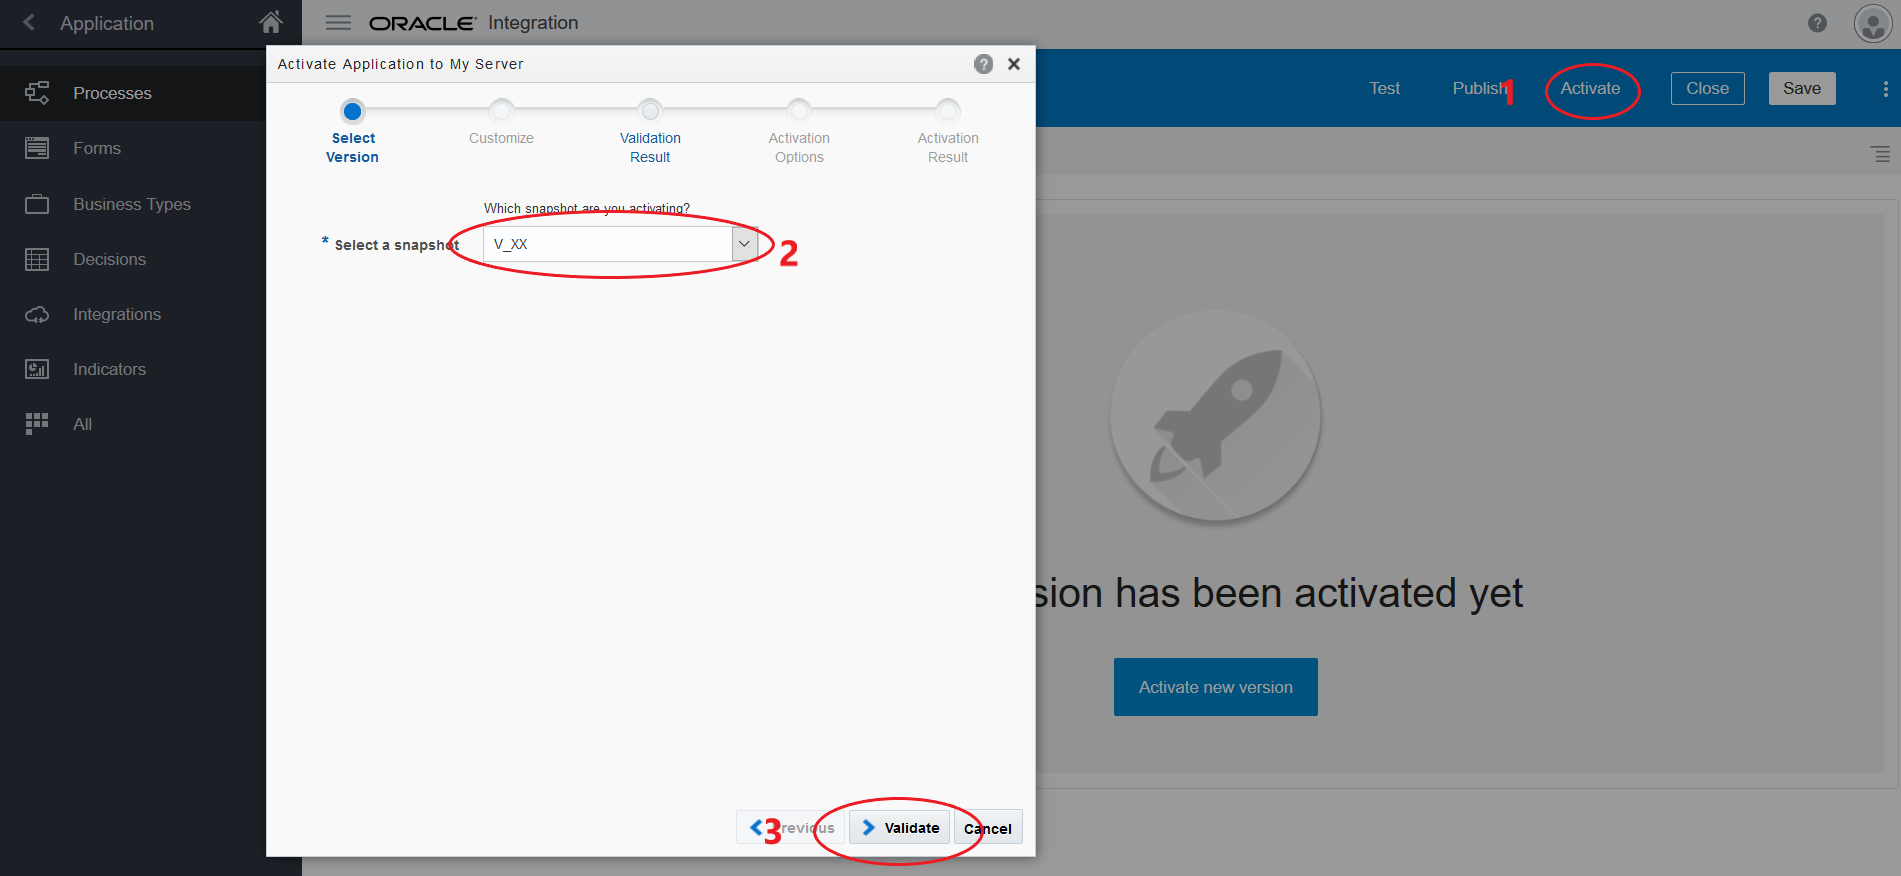 Application
ORACLE Integration
Activate Application to My Server
Test
Publish
1
Activate
Close
Save
Processes
Forms
Business Types
Decisions
Integrations
Indicators
All
Select Version
Customize
Validation Result
Activation Options
Activation Result
Which snapshot are you activating?
* Select a snapshot
V_XX
2
sion has been activated yet
Activate new version
3
revious
Validate
Cancel